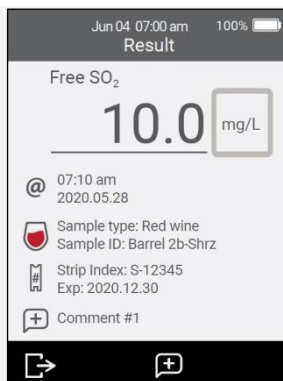 Jun 04 07:00 am 100%
Result
Free SO₂
10.0 mg/L
@ 07:10 am
2020.05.28
Sample type: Red wine
Sample ID: Barrel 2b-Shrz
# Strip Index: S-12345
Exp: 2020.12.30
Comment #1